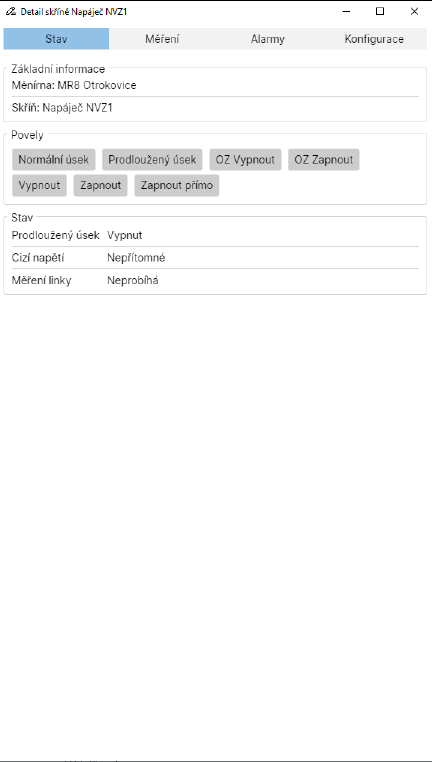 Detail skříně Napáječ NVZ1
Stav Měření Alarmy Konfigurace
Základní informace
Měnírna: MR8 Otrokovice
Skříň: Napáječ NVZ1
Povely
Normální úsek Prodloužený úsek OZ Vypnout OZ Zapnout
Vypnout Zapnout Zapnout přímo
Stav
Prodloužený úsek Vypnut
Cizí napětí Nepřítomné
Měření linky Neprobíhá